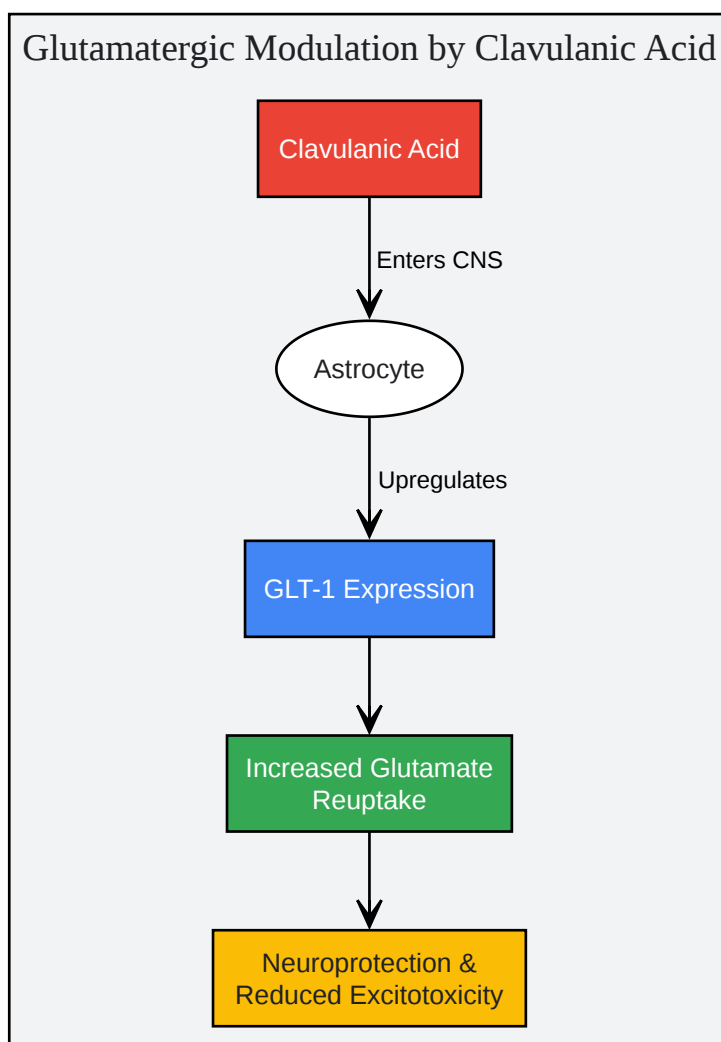 Glutamatergic Modulation by Clavulanic Acid
Clavulanic Acid
Enters CNS
Astrocyte
Upregulates
GLT-1 Expression
Increased Glutamate
Reuptake
Neuroprotection &
Reduced Excitotoxicity